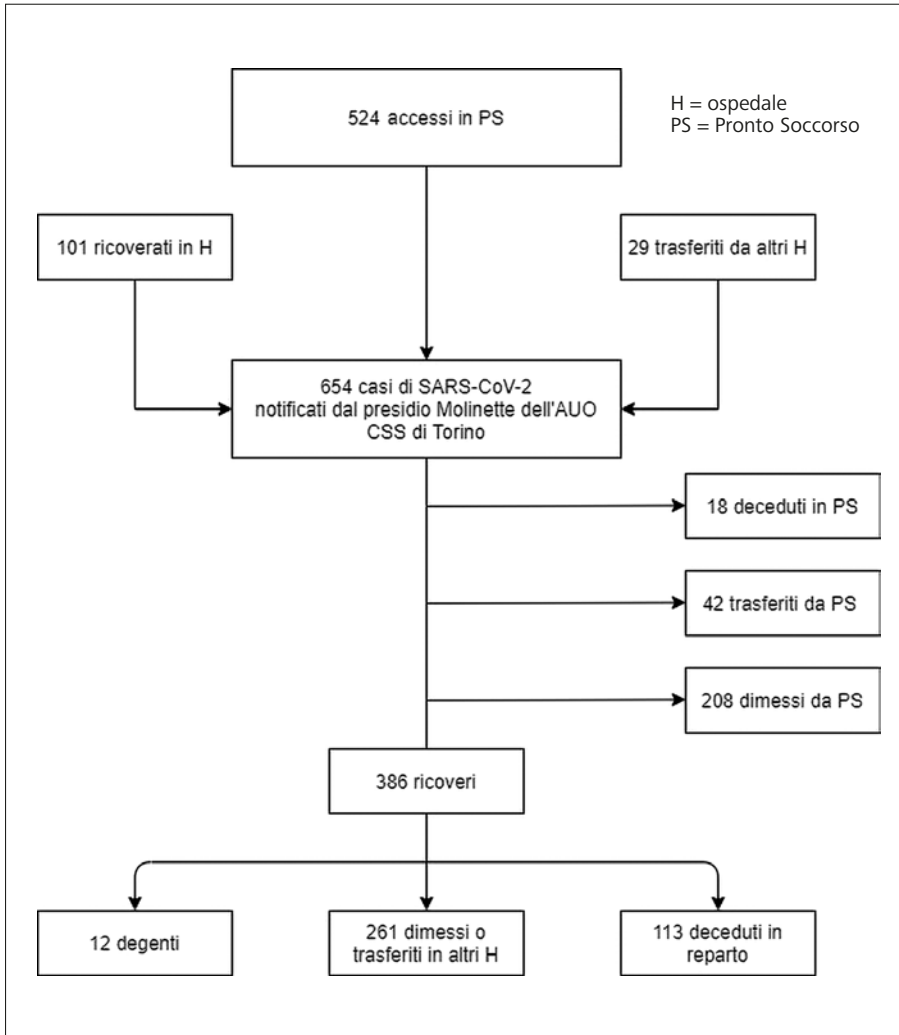 524 accessi in PS
H = ospedale
PS = Pronto Soccorso
101 ricoverati in H
29 trasferiti da altri H
654 casi di SARS-CoV-2
notificati dal presidio Molinette dell'AUO
CSS di Torino
18 deceduti in PS
42 trasferiti da PS
208 dimessi da PS
386 ricoveri
12 degenti
261 dimessi o
trasferiti in altri H
113 deceduti in
reparto